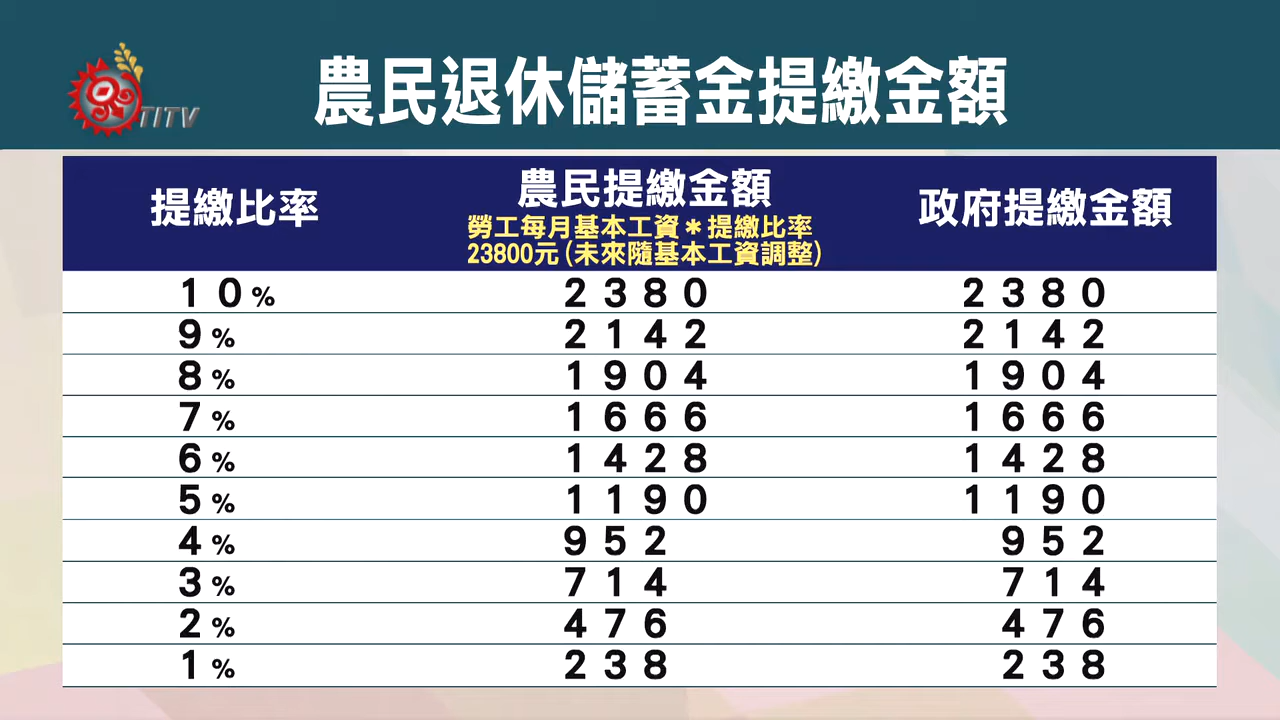 TITV
農民退休儲蓄金提繳金額
提繳比率 農民提繳金額 政府提繳金額
勞工每月基本工資＊提繳比率
23800元(未來隨基本工資調整)
10% 2380 2380
9% 2142 2142
8% 1904 1904
7% 1666 1666
6% 1428 1428
5% 1190 1190
4% 952 952
3% 714 714
2% 476 476
1% 238 238